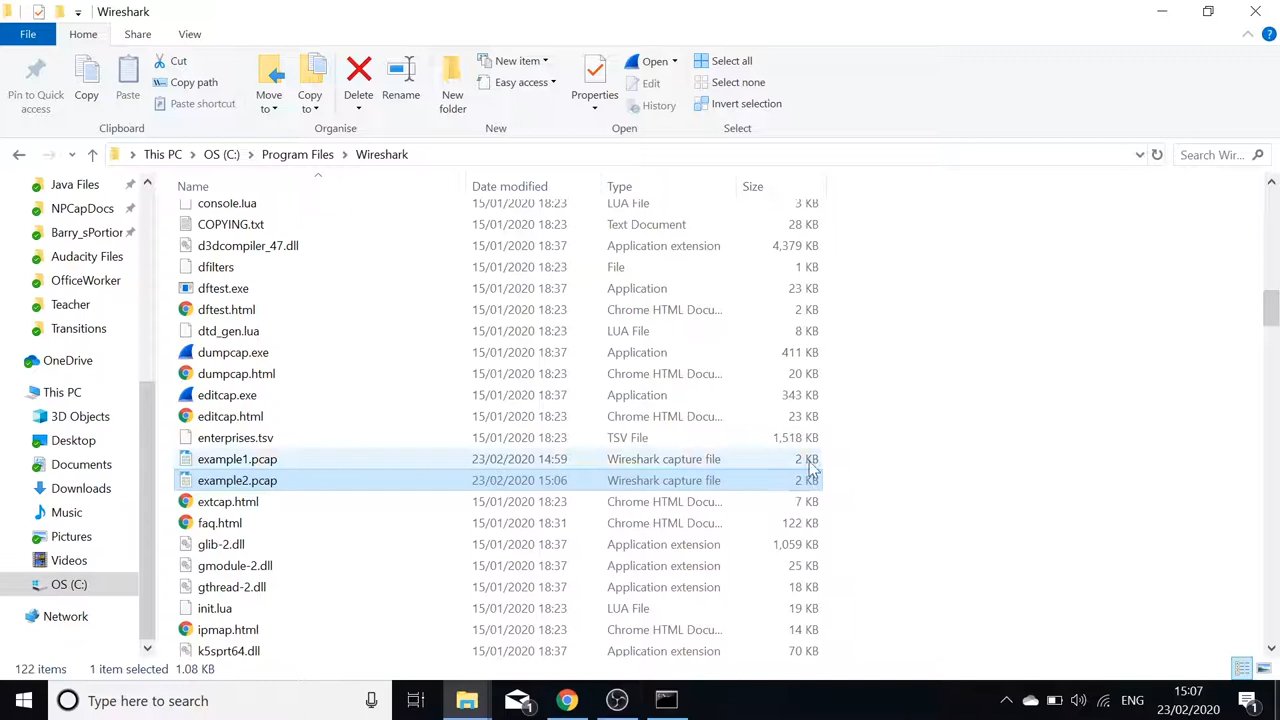 Wireshark
File Home Share View
Pin to Quick access
Copy
Paste
Cut
Copy path
Paste shortcut
Clipboard
Move to
Copy to
Delete
Rename
Organise
New folder
New item
Easy access
New
Properties
Open
Edit
History
Open
Select all
Select none
Invert selection
Select
This PC > OS (C:) > Program Files > Wireshark
Search Wir...
Java Files
NPCapDocs
Barry_sPortior
Audacity Files
OfficeWorker
Teacher
Transitions
OneDrive
This PC
3D Objects
Desktop
Documents
Downloads
Music
Pictures
Videos
OS (C:)
Network
Name Date modified Type Size
console.lua 15/01/2020 18:23 LUA File 3 KB
COPYING.txt 15/01/2020 18:23 Text Document 28 KB
d3dcompiler_47.dll 15/01/2020 18:37 Application extension 4,379 KB
dfilters 15/01/2020 18:23 File 1 KB
dftest.exe 15/01/2020 18:37 Application 23 KB
dftest.html 15/01/2020 18:23 Chrome HTML Docu... 2 KB
dtd_gen.lua 15/01/2020 18:23 LUA File 8 KB
dumpcap.exe 15/01/2020 18:37 Application 411 KB
dumpcap.html 15/01/2020 18:23 Chrome HTML Docu... 20 KB
editcap.exe 15/01/2020 18:37 Application 343 KB
editcap.html 15/01/2020 18:23 Chrome HTML Docu... 23 KB
enterprises.tsv 15/01/2020 18:23 TSV File 1,518 KB
example1.pcap 23/02/2020 14:59 Wireshark capture file 2 KB
example2.pcap 23/02/2020 15:06 Wireshark capture file 2 KB
extcap.html 15/01/2020 18:23 Chrome HTML Docu... 7 KB
faq.html 15/01/2020 18:31 Chrome HTML Docu... 122 KB
glib-2.dll 15/01/2020 18:37 Application extension 1,059 KB
gmodule-2.dll 15/01/2020 18:37 Application extension 25 KB
gthread-2.dll 15/01/2020 18:37 Application extension 18 KB
init.lua 15/01/2020 18:23 LUA File 19 KB
ipmap.html 15/01/2020 18:23 Chrome HTML Docu... 14 KB
k5sprt64.dll 15/01/2020 18:37 Application extension 70 KB
122 items 1 item selected 1.08 KB
Type here to search
1
ENG
15:07
23/02/2020
1